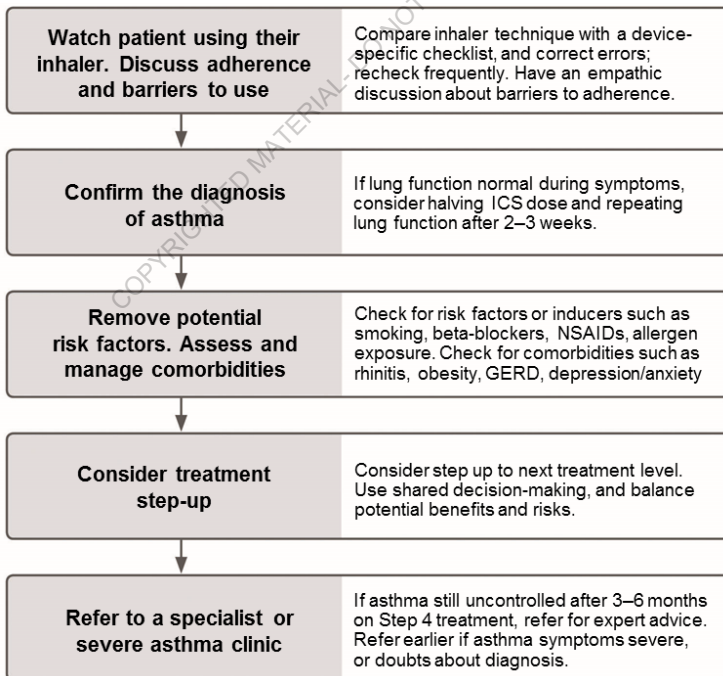 Watch patient using their
inhaler. Discuss adherence
and barriers to use
Compare inhaler technique with a device-
specific checklist, and correct errors;
recheck frequently. Have an empathic
discussion about barriers to adherence.
Confirm the diagnosis
of asthma
If lung function normal during symptoms,
consider halving ICS dose and repeating
lung function after 2–3 weeks.
Remove potential
risk factors. Assess and
manage comorbidities
Check for risk factors or inducers such as
smoking, beta-blockers, NSAIDs, allergen
exposure. Check for comorbidities such as
rhinitis, obesity, GERD, depression/anxiety
Consider treatment
step-up
Consider step up to next treatment level.
Use shared decision-making, and balance
potential benefits and risks.
Refer to a specialist or
severe asthma clinic
If asthma still uncontrolled after 3–6 months
on Step 4 treatment, refer for expert advice.
Refer earlier if asthma symptoms severe,
or doubts about diagnosis.
COPYRIGHTED MATERIAL- DO NOT